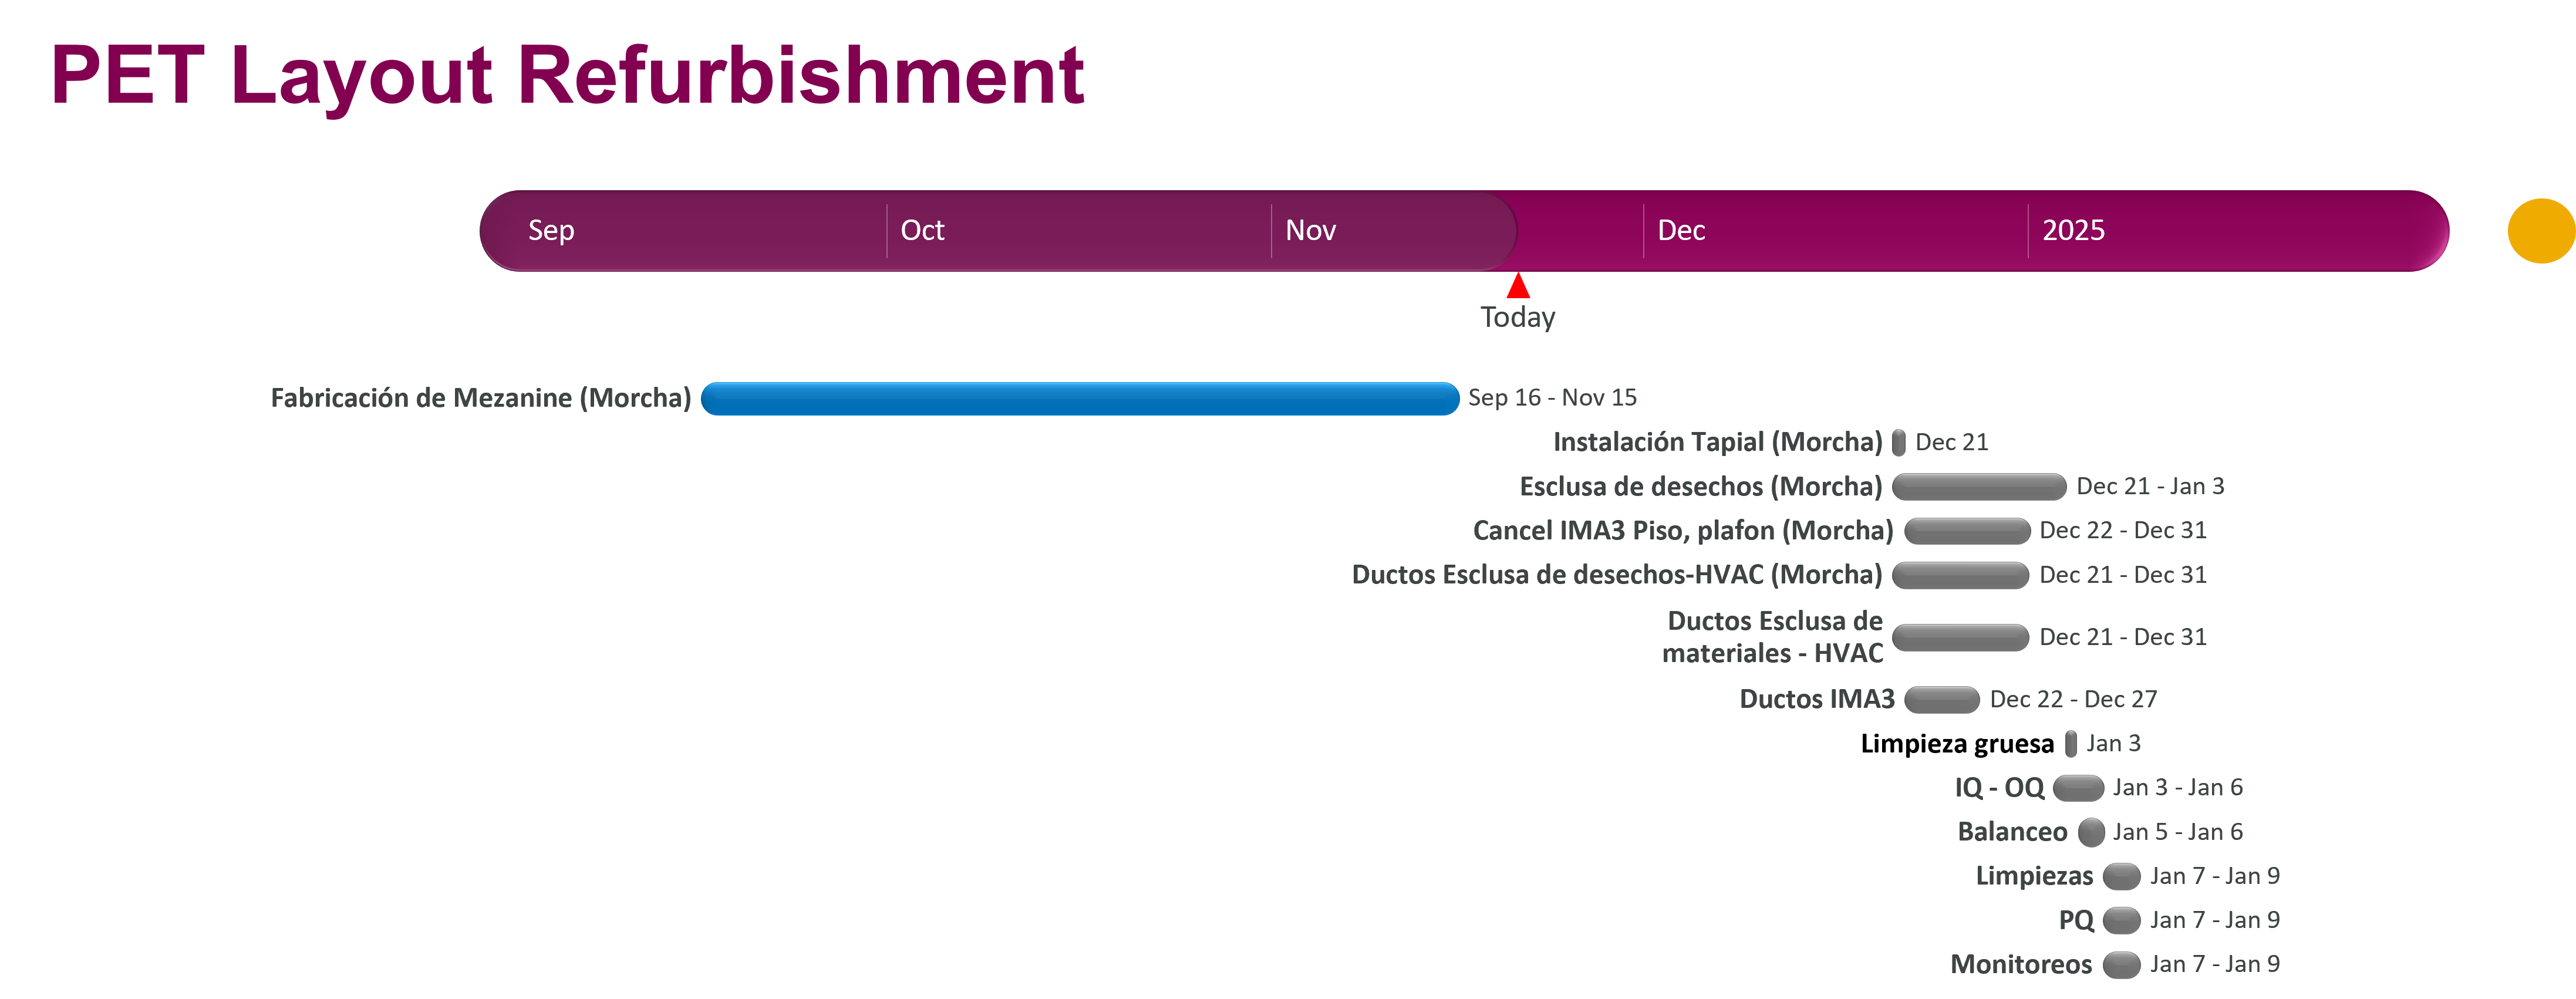 PET Layout Refurbishment
Sep Oct Nov Dec 2025
Today
Fabricación de Mezanine (Morcha) Sep 16 - Nov 15
Instalación Tapial (Morcha) Dec 21
Esclusa de desechos (Morcha) Dec 21 - Jan 3
Cancel IMA3 Piso, plafon (Morcha) Dec 22 - Dec 31
Ductos Esclusa de desechos-HVAC (Morcha) Dec 21 - Dec 31
Ductos Esclusa de
materiales - HVAC Dec 21 - Dec 31
Ductos IMA3 Dec 22 - Dec 27
Limpieza gruesa Jan 3
IQ - OQ Jan 3 - Jan 6
Balanceo Jan 5 - Jan 6
Limpiezas Jan 7 - Jan 9
PQ Jan 7 - Jan 9
Monitoreos Jan 7 - Jan 9